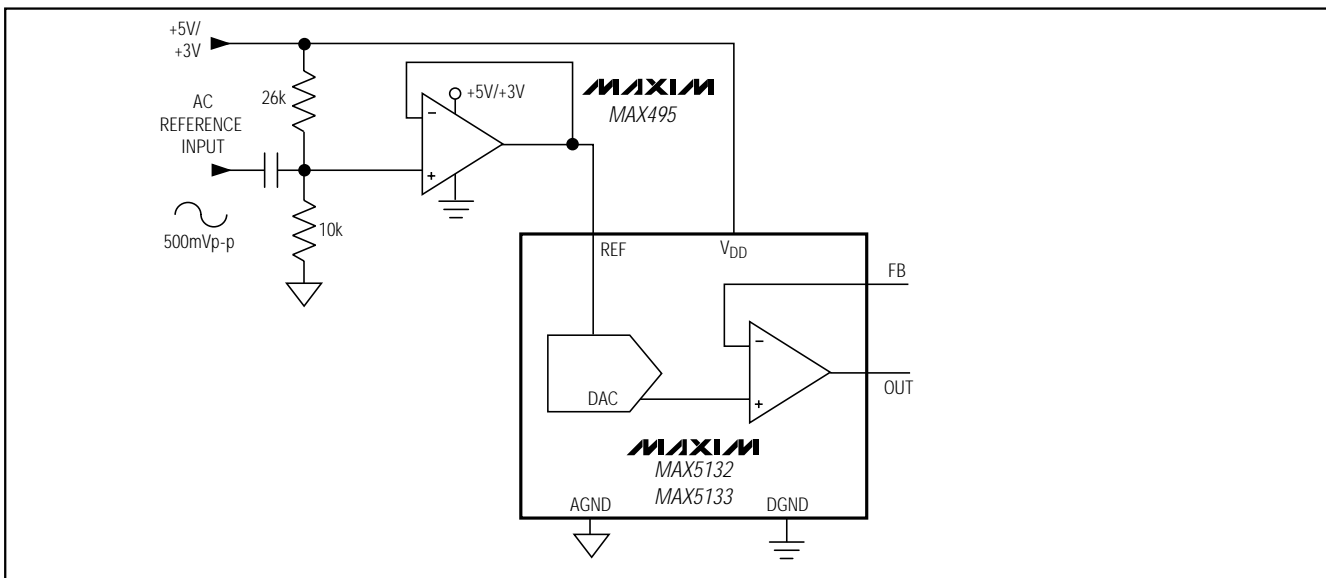 +5V/
+3V
26k
AC
REFERENCE
INPUT
500mVp-p
10k
−
+
+5V/+3V
MAXIM
MAX495
REF
VDD
FB
DAC
−
+
OUT
MAXIM
MAX5132
MAX5133
AGND
DGND